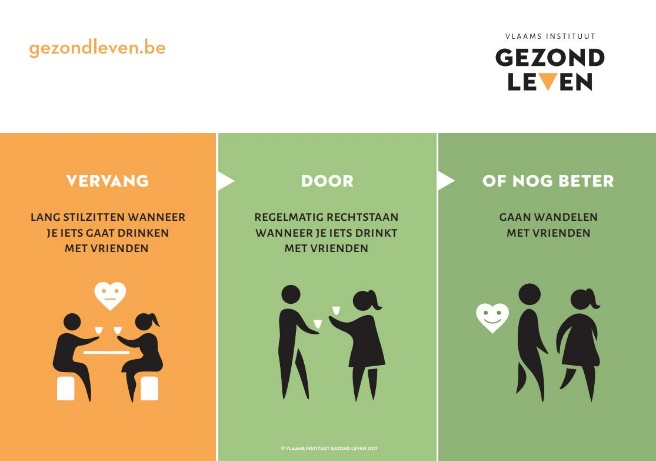 gezondleven.be
VLAAMS INSTITUUT
GEZOND
LEVEN
VERVANG
LANG STILZITTEN WANNEER
JE IETS GAAT DRINKEN
MET VRIENDEN
DOOR
REGELMATIG RECHTSTAAN
WANNEER JE IETS DRINKT
MET VRIENDEN
OF NOG BETER
GAAN WANDELEN
MET VRIENDEN
© VLAAMS INSTITUUT GEZOND LEVEN 2017